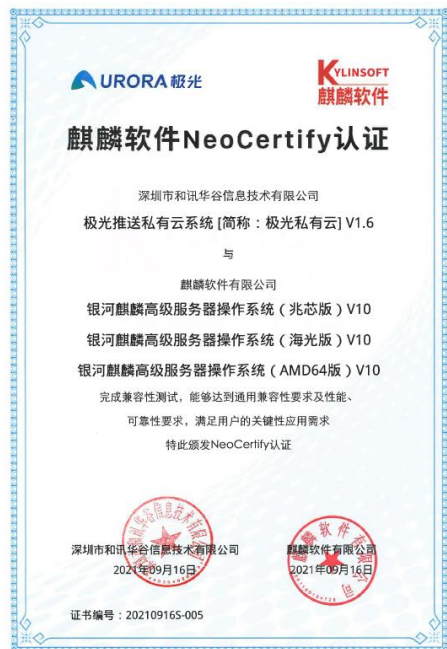 URORA极光
KYLINSOFT
麒麟软件
麒麟软件NeoCertify认证
深圳市和讯华谷信息技术有限公司
极光推送私有云系统 [简称：极光私有云] V1.6
与
麒麟软件有限公司
银河麒麟高级服务器操作系统（兆芯版）V10
银河麒麟高级服务器操作系统（海光版）V10
银河麒麟高级服务器操作系统（AMD64版）V10
完成兼容性测试，能够达到通用兼容性要求及性能、
可靠性要求，满足用户的关键性应用需求
特此颁发NeoCertify认证
深圳市和讯华谷信息技术有限公司
麒麟软件有限公司
2021年09月16日
2021年09月16日
证书编号：20210916S-005